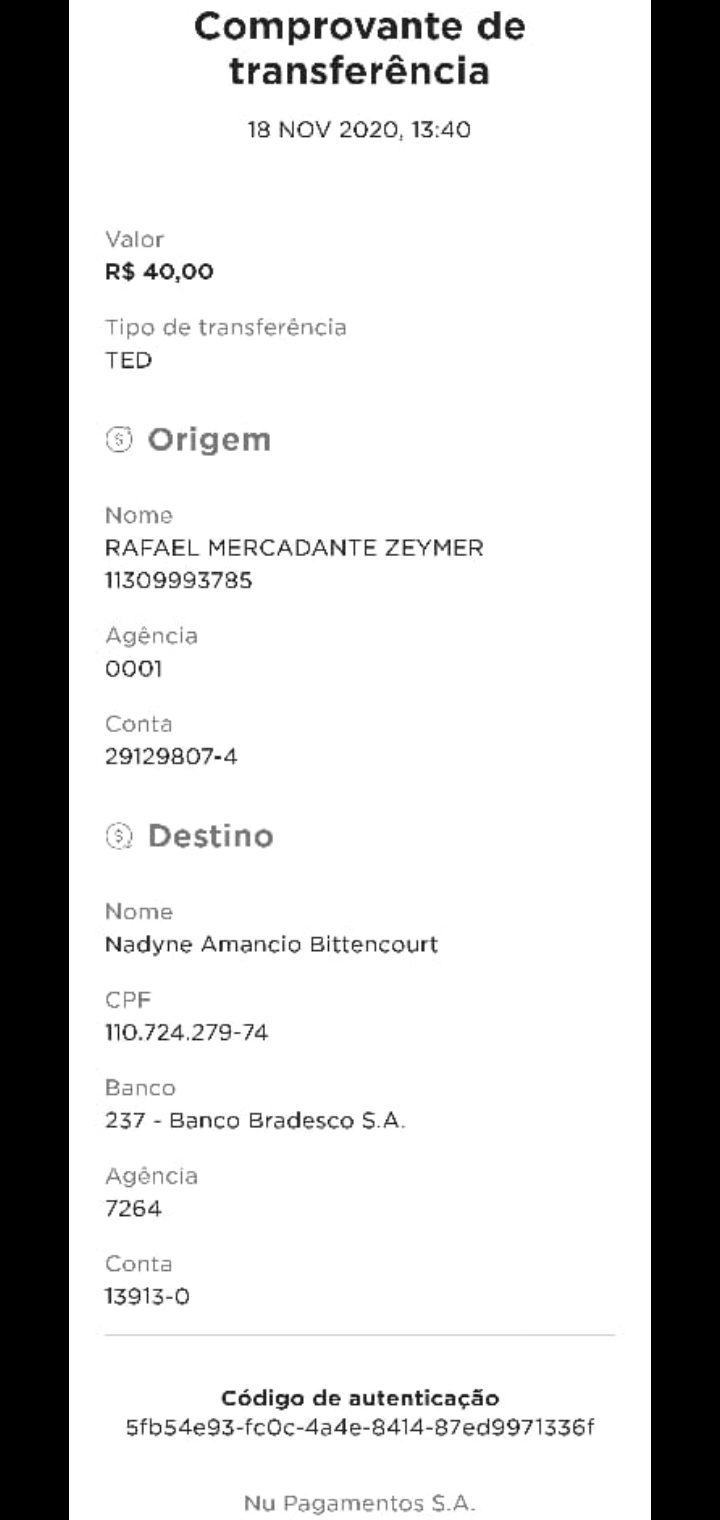 Comprovante de
transferência
18 NOV 2020, 13:40
Valor
R$ 40,00
Tipo de transferência
TED
Origem
Nome
RAFAEL MERCADANTE ZEYMER
11309993785
Agência
0001
Conta
29129807-4
Destino
Nome
Nadyne Amancio Bittencourt
CPF
110.724.279-74
Banco
237 - Banco Bradesco S.A.
Agência
7264
Conta
13913-0
Código de autenticação
5fb54e93-fc0c-4a4e-8414-87ed9971336f
Nu Pagamentos S.A.